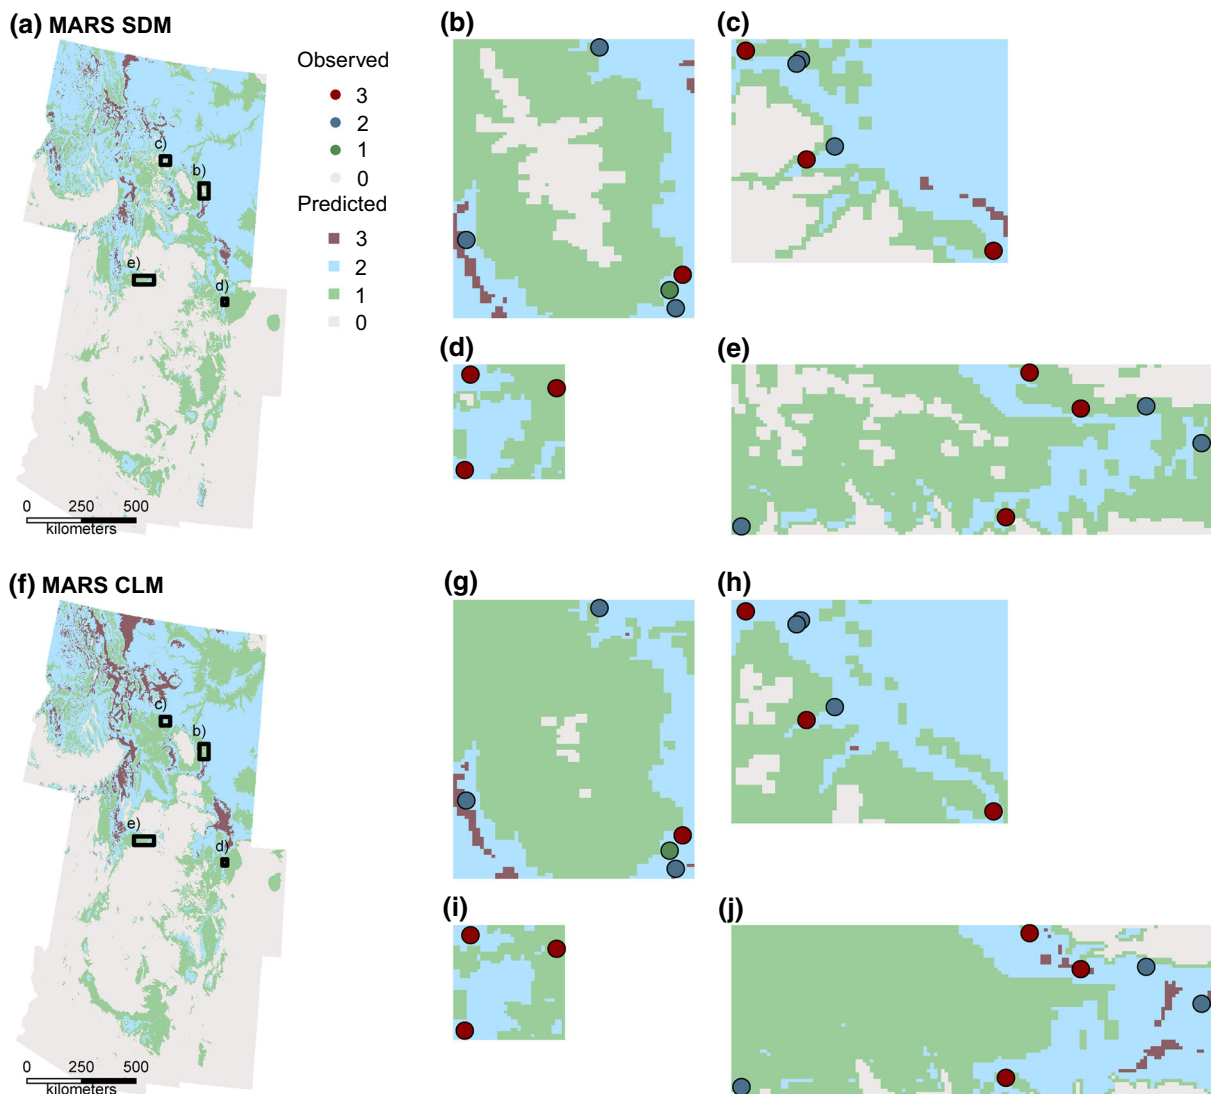 (a) MARS SDM
Observed
3
2
1
0
Predicted
3
2
1
0
c)
b)
e)
d)
0 250 500
kilometers
(b)
(c)
(d)
(e)
(f) MARS CLM
c)
b)
e)
d)
0 250 500
kilometers
(g)
(h)
(i)
(j)